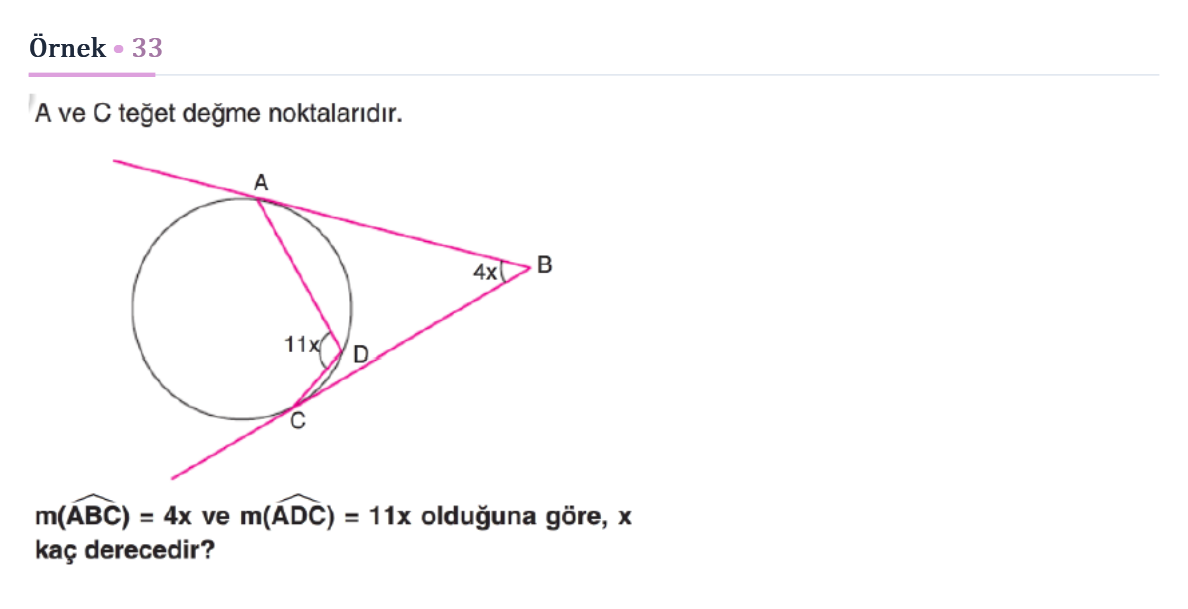 Örnek • 33
A ve C teğet değme noktalarıdır.
A
B
4x
11x
D
C
m(ABC) = 4x ve m(ADC) = 11x olduğuna göre, x
kaç derecedir?